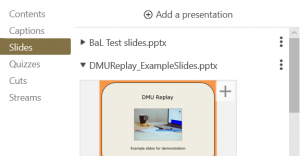 Contents
Captions
Slides
Quizzes
Cuts
Streams
Add a presentation
BaL Test slides.pptx
DMUReplay_ExampleSlides.pptx
DMU Replay
Example slides for demonstration